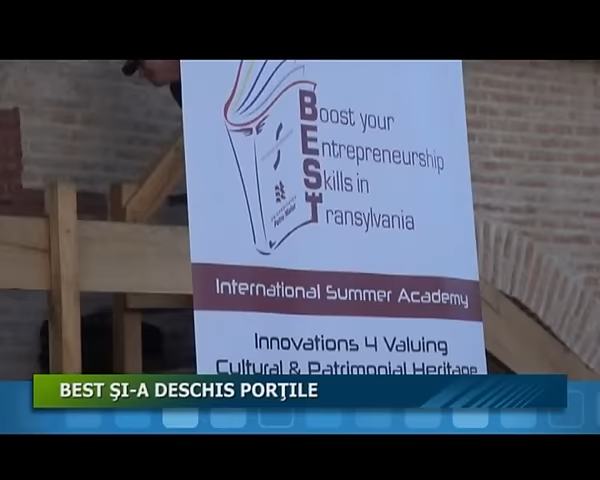 Boost your
Entrepreneurship
Skills in
Transylvania
International Summer Academy
Innovations 4 Valuing
Cultural & Patrimonial Heritage
BEST ŞI-A DESCHIS PORŢILE